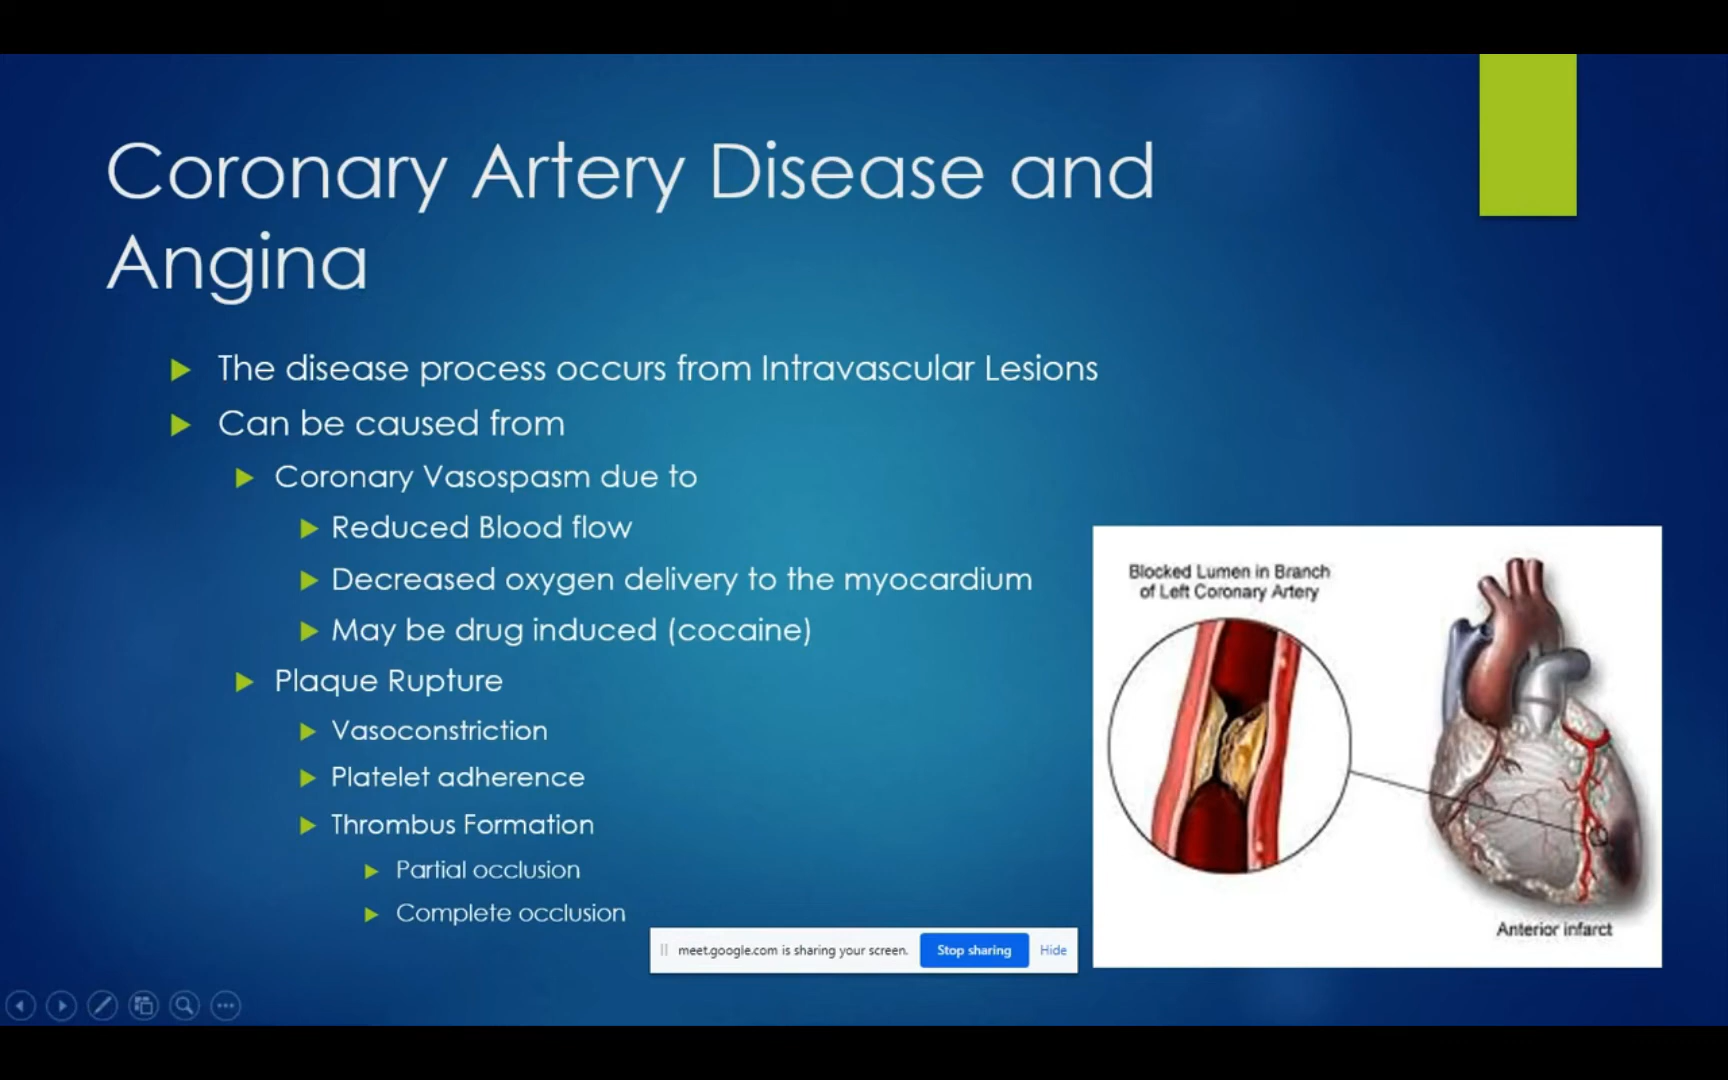 Coronary Artery Disease and
Angina
The disease process occurs from Intravascular Lesions
Can be caused from
Coronary Vasospasm due to
Reduced Blood flow
Decreased oxygen delivery to the myocardium
May be drug induced (cocaine)
Plaque Rupture
Vasoconstriction
Platelet adherence
Thrombus Formation
Partial occlusion
Complete occlusion
Blocked Lumen in Branch
of Left Coronary Artery
Anterior infarct
meet.google.com is sharing your screen. Stop sharing Hide